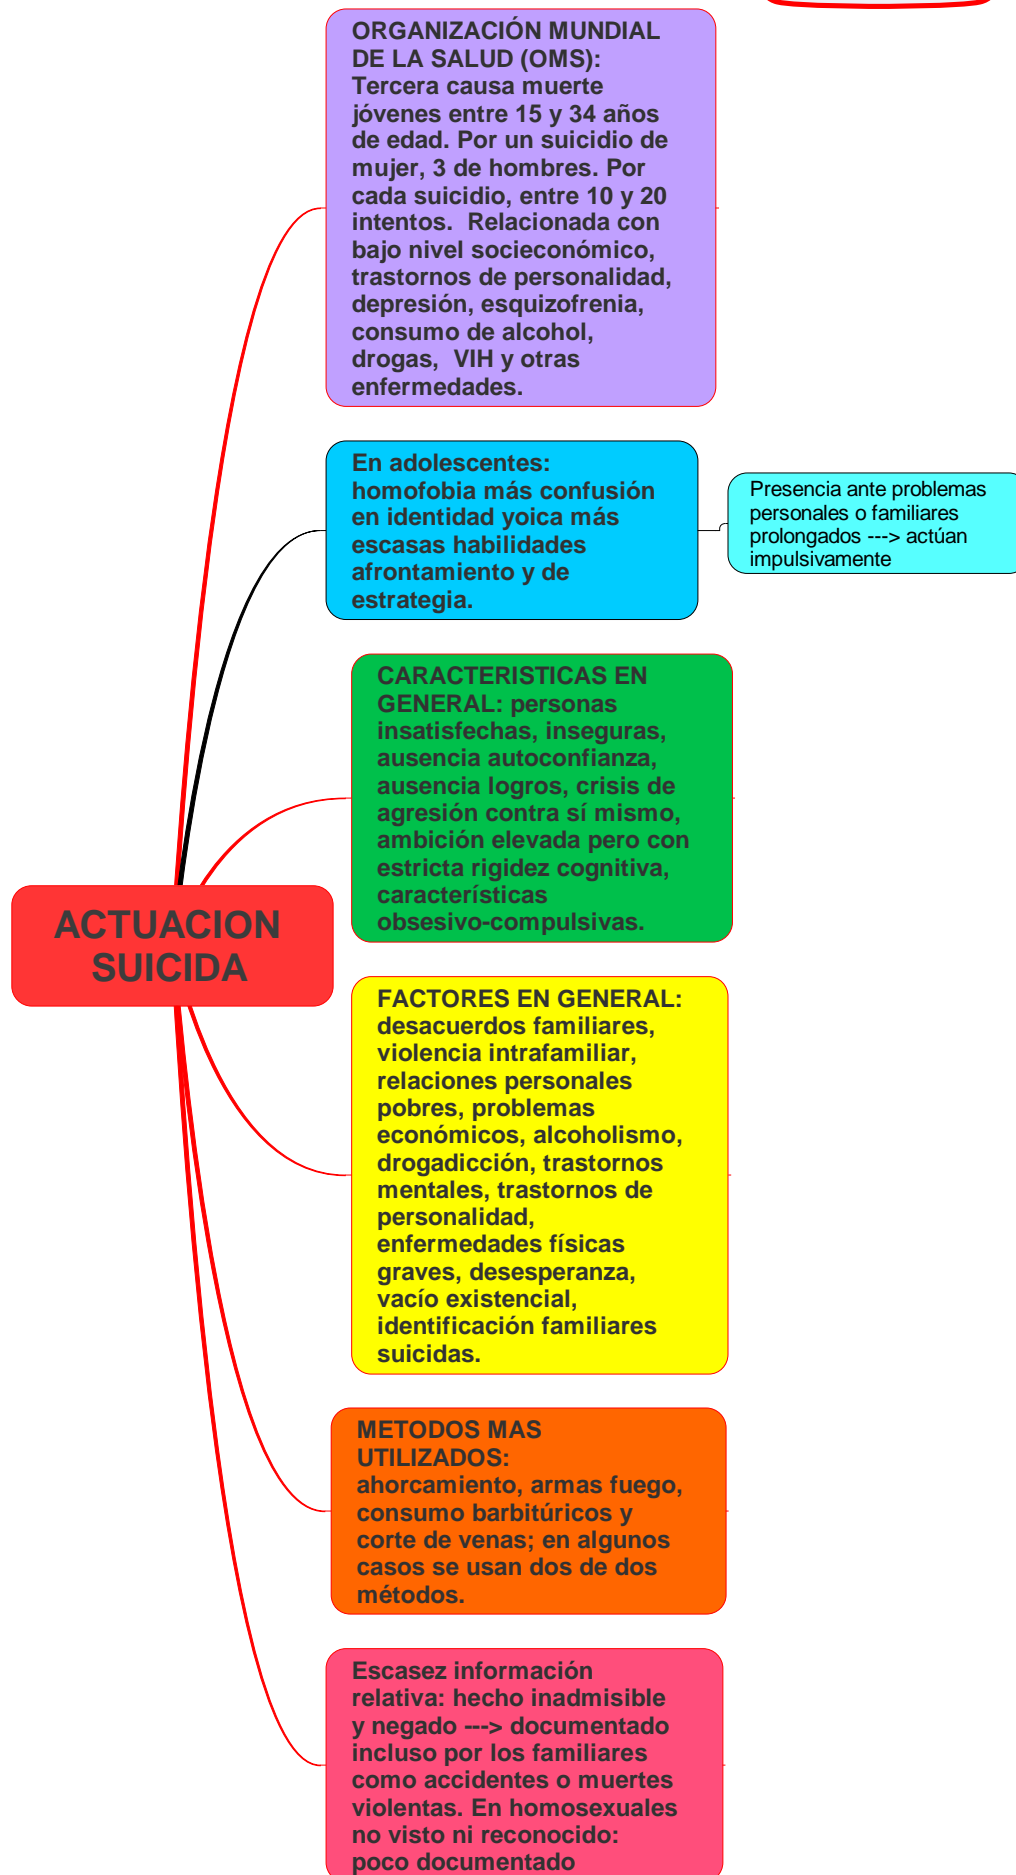 ORGANIZACIÓN MUNDIAL
DE LA SALUD (OMS):
Tercera causa muerte
jóvenes entre 15 y 34 años
de edad. Por un suicidio de
mujer, 3 de hombres. Por
cada suicidio, entre 10 y 20
intentos.  Relacionada con
bajo nivel socieconómico,
trastornos de personalidad,
depresión, esquizofrenia,
consumo de alcohol,
drogas,  VIH y otras
enfermedades.
En adolescentes:
homofobia más confusión
en identidad yoica más
escasas habilidades
afrontamiento y de
estrategia.
Presencia ante problemas
personales o familiares
prolongados ---> actúan
impulsivamente
CARACTERISTICAS EN
GENERAL: personas
insatisfechas, inseguras,
ausencia autoconfianza,
ausencia logros, crisis de
agresión contra sí mismo,
ambición elevada pero con
estricta rigidez cognitiva,
características
obsesivo-compulsivas.
ACTUACION
SUICIDA
FACTORES EN GENERAL:
desacuerdos familiares,
violencia intrafamiliar,
relaciones personales
pobres, problemas
económicos, alcoholismo,
drogadicción, trastornos
mentales, trastornos de
personalidad,
enfermedades físicas
graves, desesperanza,
vacío existencial,
identificación familiares
suicidas.
METODOS MAS
UTILIZADOS:
ahorcamiento, armas fuego,
consumo barbitúricos y
corte de venas; en algunos
casos se usan dos de dos
métodos.
Escasez información
relativa: hecho inadmisible
y negado ---> documentado
incluso por los familiares
como accidentes o muertes
violentas. En homosexuales
no visto ni reconocido:
poco documentado